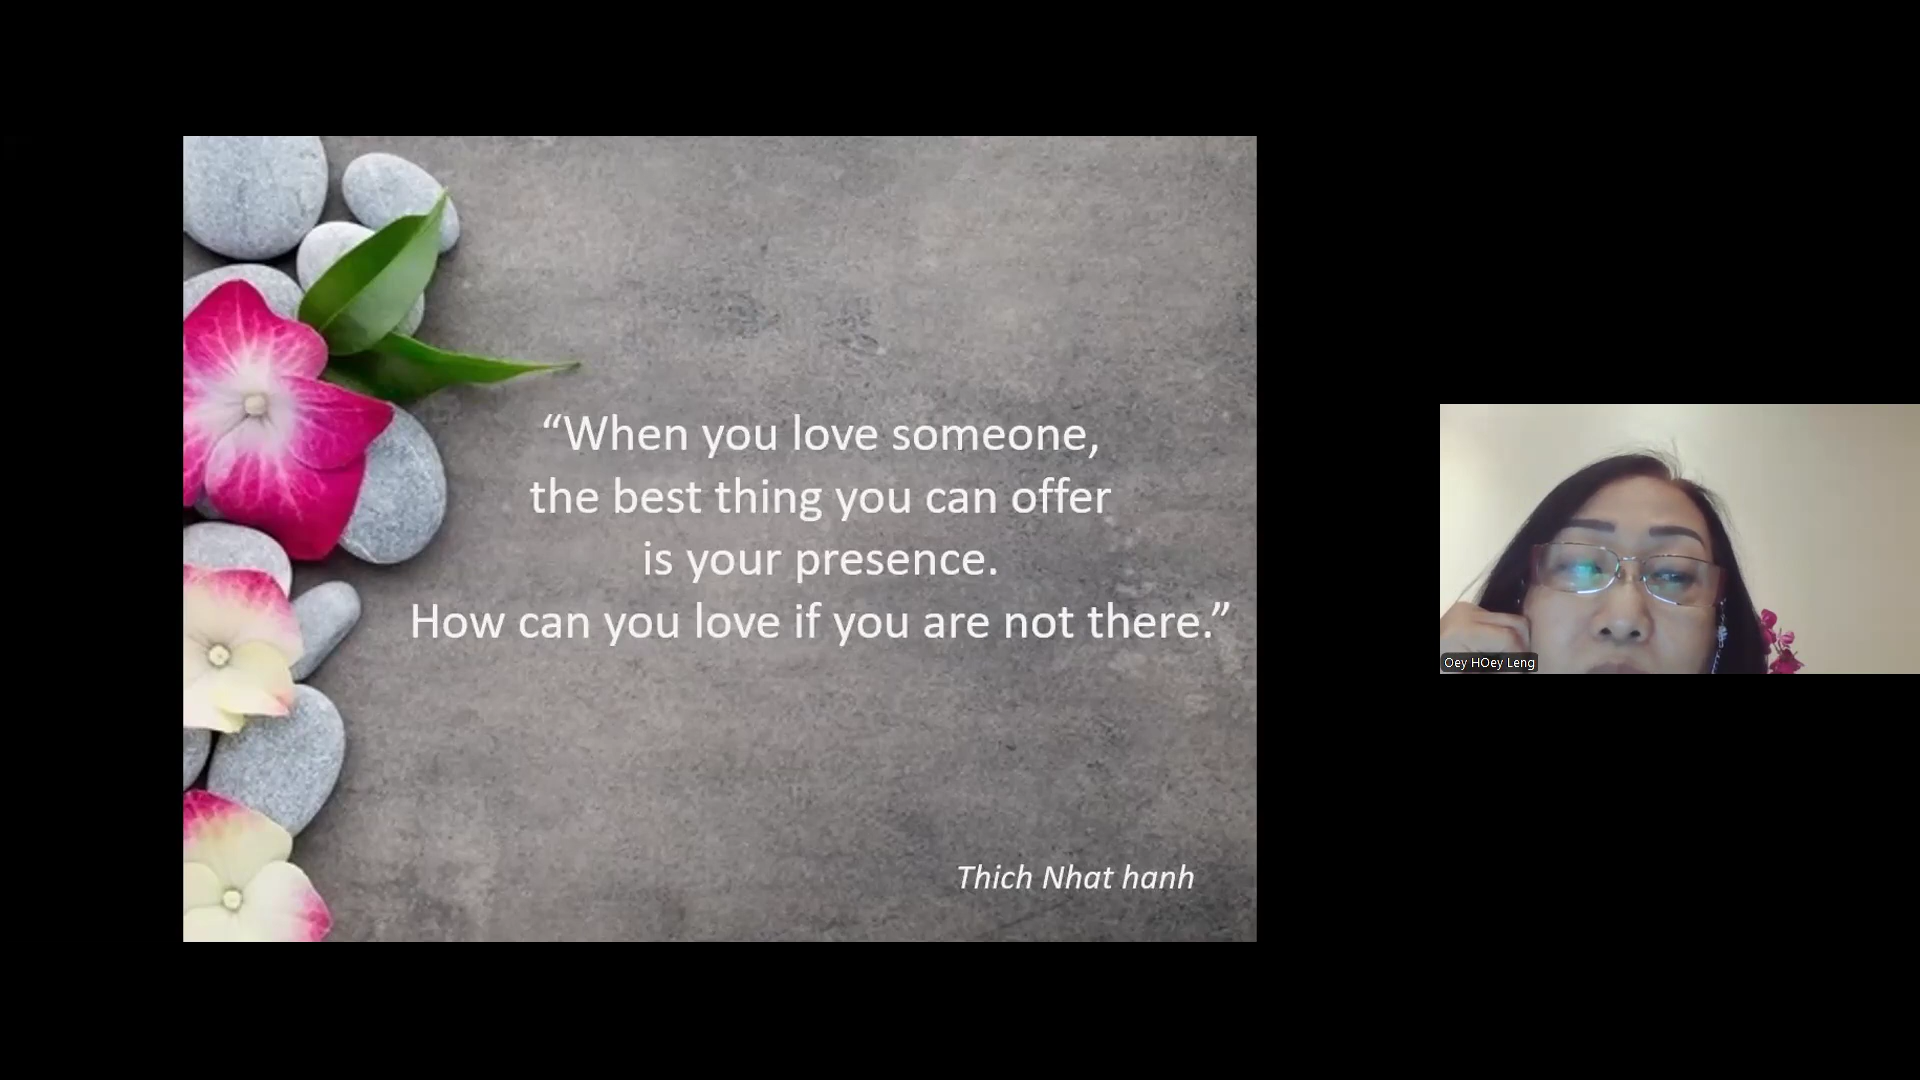 “When you love someone,
the best thing you can offer
is your presence.
How can you love if you are not there.”
Thich Nhat hanh
Oey HOey Leng